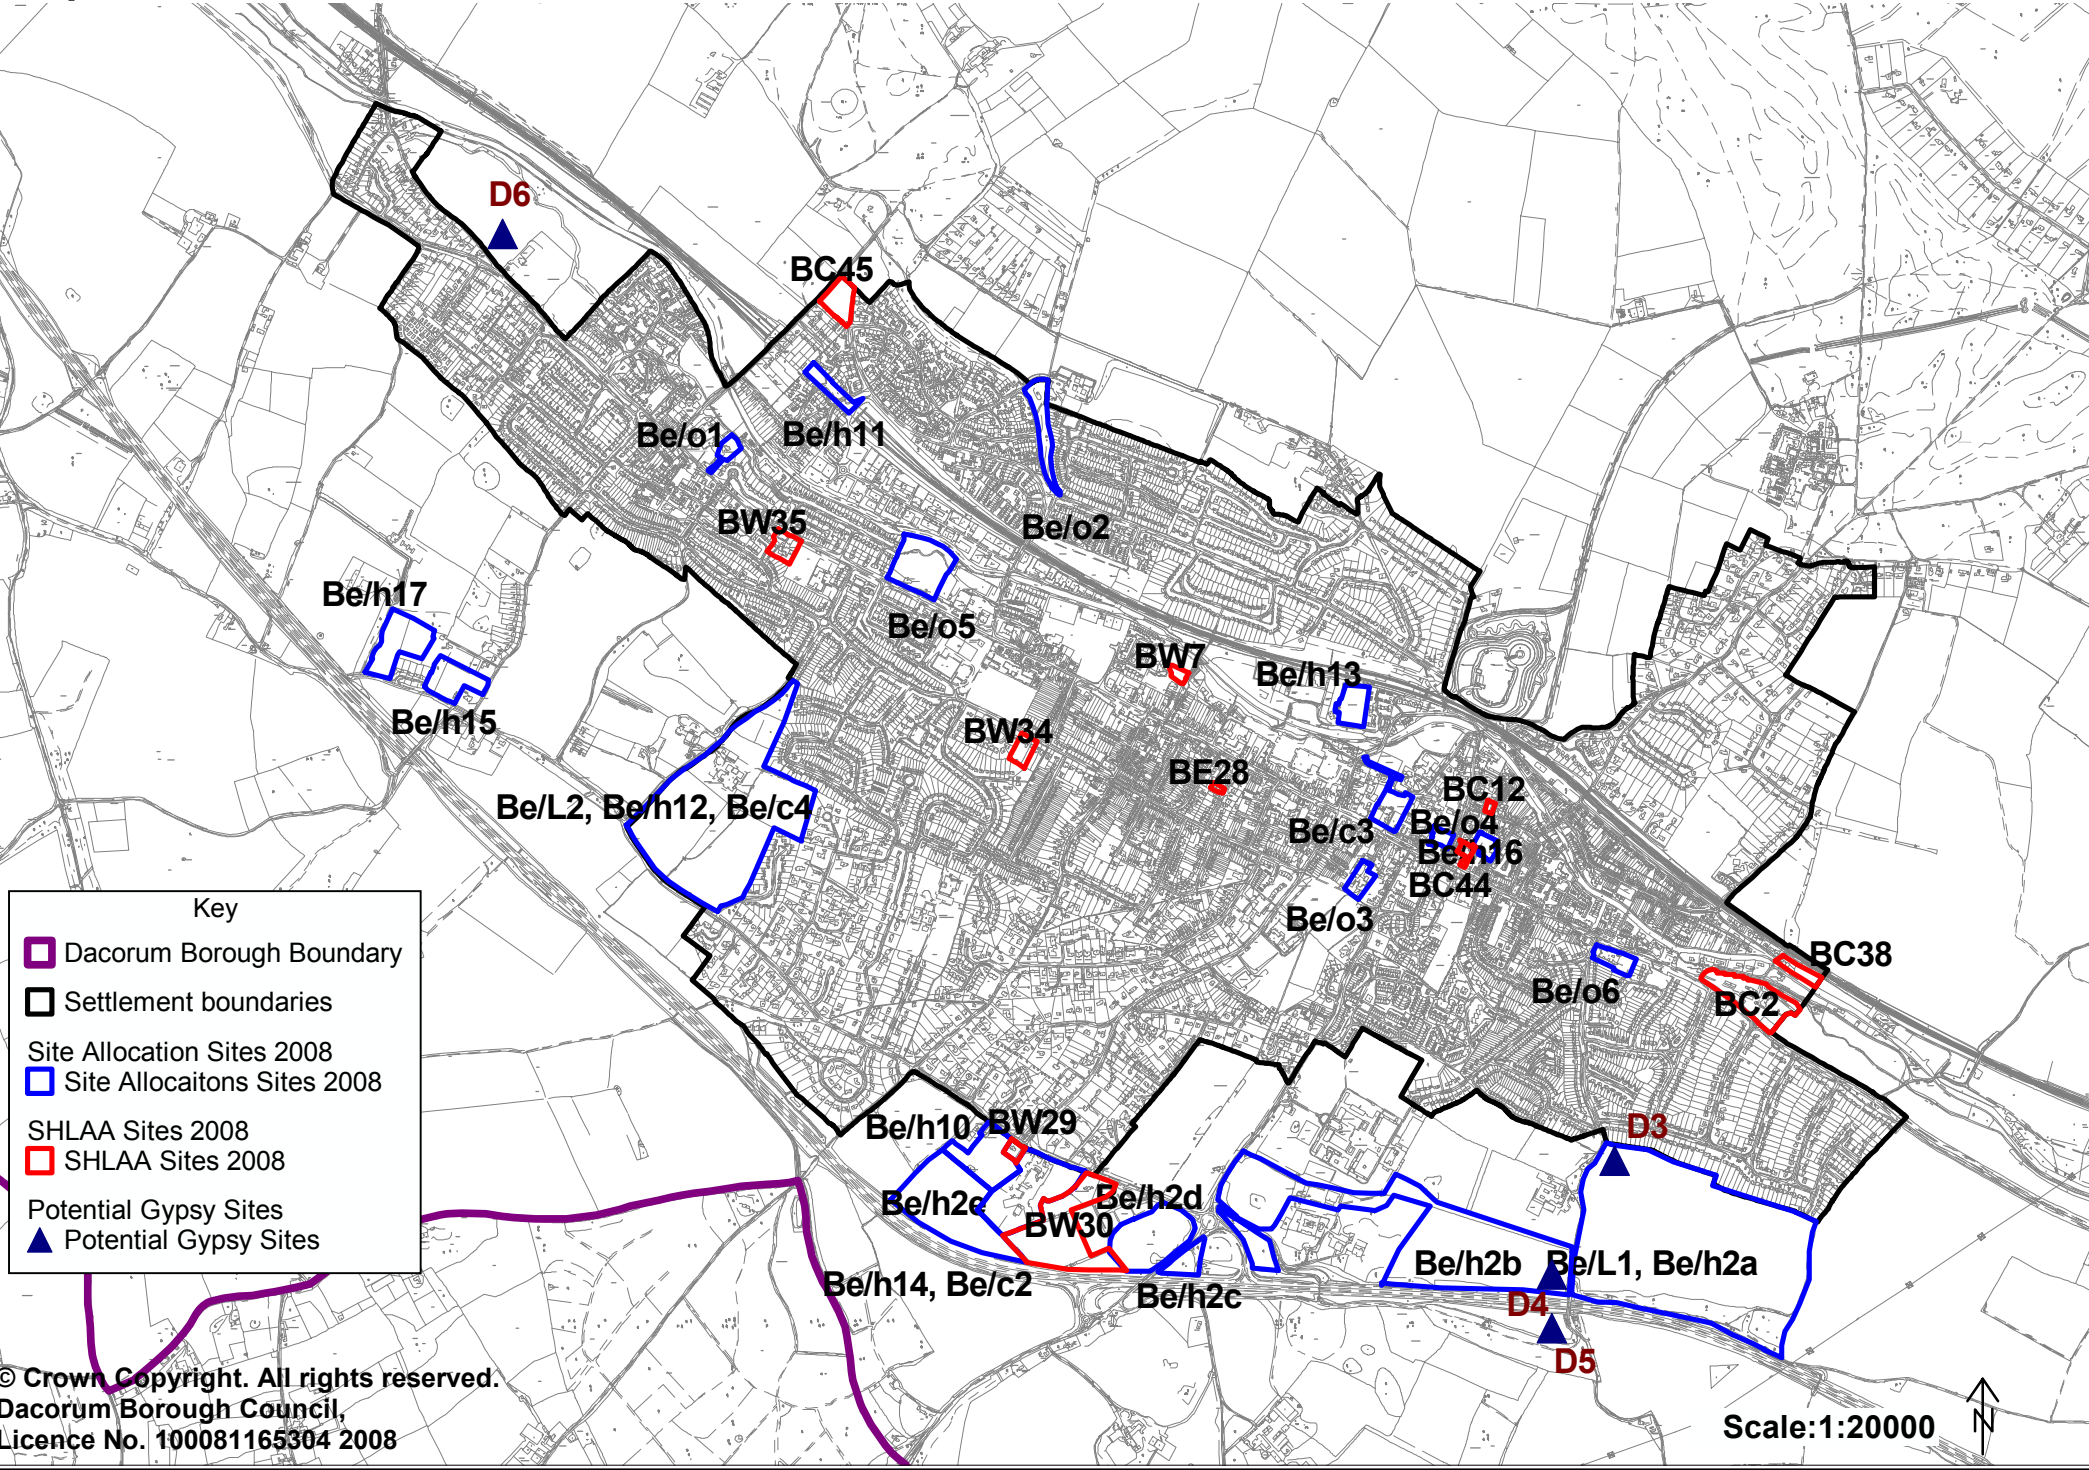 D6
BC45
Be/o1
Be/h11
BW35
Be/o2
Be/h17
Be/o5
BW7
Be/h13
Be/h15
BW34
BE28
BC12
Be/L2, Be/h12, Be/c4
Be/o4
Be/c3
Be/h16
BC44
Be/o3
BC38
Be/o6
BC2
Key
Dacorum Borough Boundary
Settlement boundaries
Site Allocation Sites 2008
Site Allocaitons Sites 2008
SHLAA Sites 2008
SHLAA Sites 2008
Potential Gypsy Sites
Potential Gypsy Sites
Be/h10
BW29
D3
Be/h2e
Be/h2d
BW30
Be/h2b
Be/L1, Be/h2a
Be/h14, Be/c2
Be/h2c
D4
D5
© Crown Copyright. All rights reserved.
Dacorum Borough Council,
Licence No. 100081165304 2008
Scale:1:20000
N